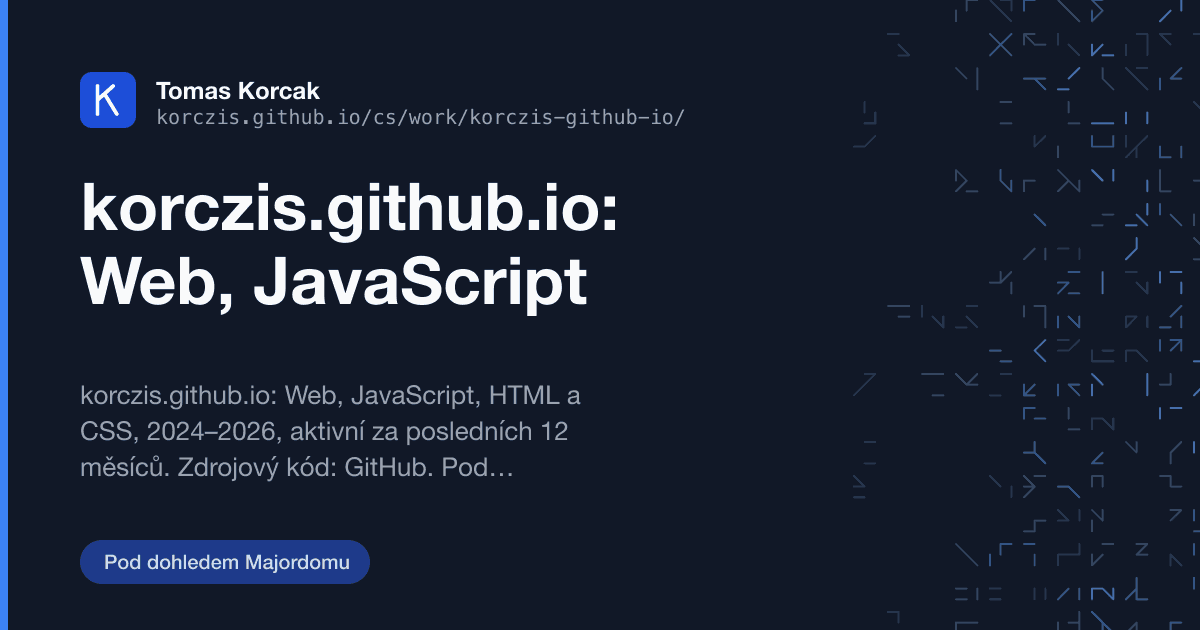 K
Tomas Korcak
korczis.github.io/cs/work/korczis-github-io/
korczis.github.io:
Web, JavaScript
korczis.github.io: Web, JavaScript, HTML a
CSS, 2024–2026, aktivní za posledních 12
měsíců. Zdrojový kód: GitHub. Pod…
Pod dohledem Majordomu